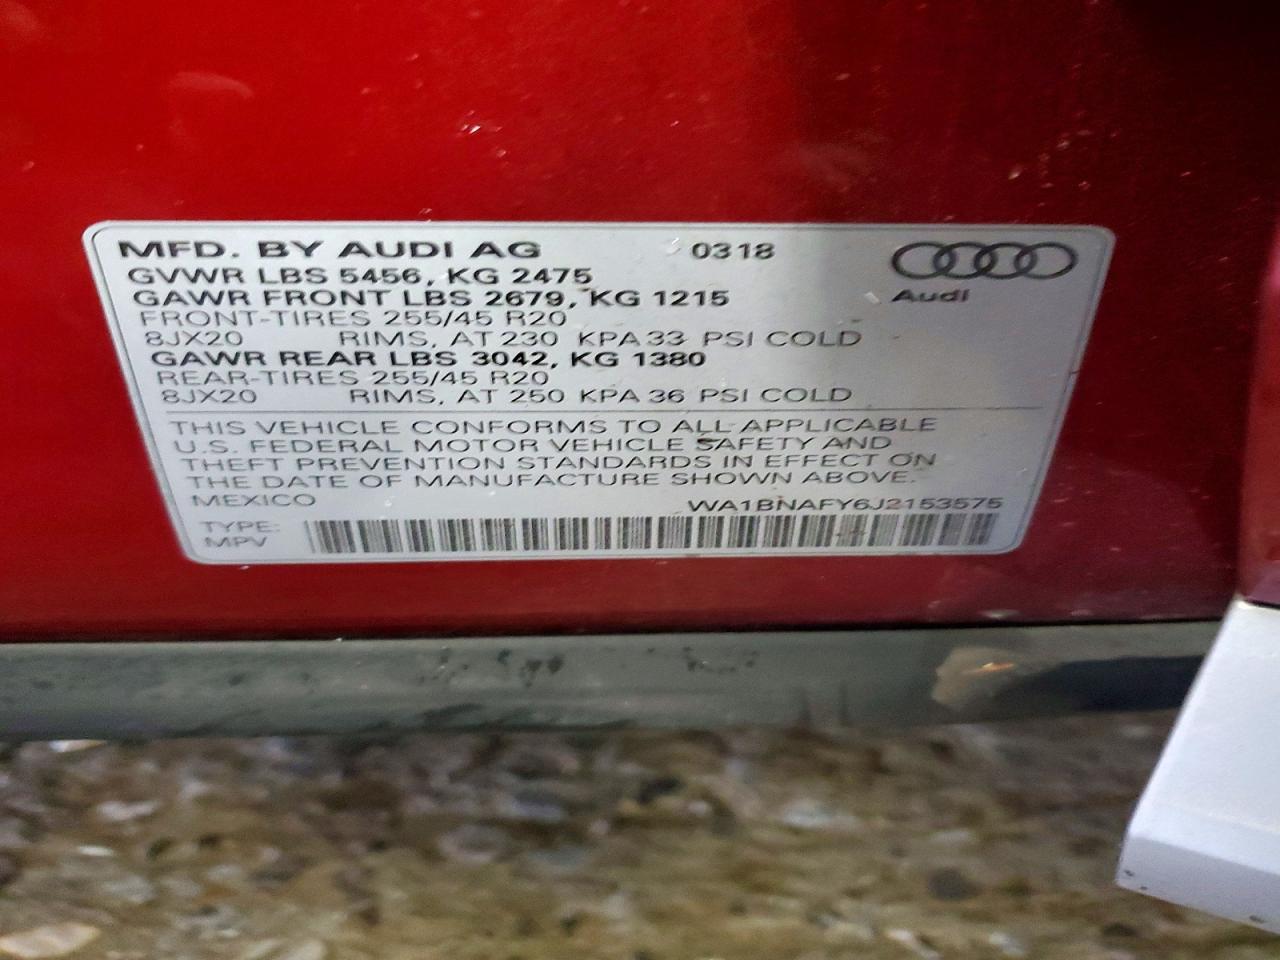 MFD. BY AUDI AG 0318
GVWR LBS 5456, KG 2475
GAWR FRONT LBS 2679, KG 1215
Audi
FRONT-TIRES 255/45 R20
8JX20 RIMS, AT 230 KPA 33 PSI COLD
GAWR REAR LBS 3042, KG 1380
REAR-TIRES 255/45 R20
8JX20 RIMS, AT 250 KPA 36 PSI COLD
THIS VEHICLE CONFORMS TO ALL APPLICABLE
U.S. FEDERAL MOTOR VEHICLE SAFETY AND
THEFT PREVENTION STANDARDS IN EFFECT ON
THE DATE OF MANUFACTURE SHOWN ABOVE.
MEXICO WA1BNAFY6J2153575
TYPE:
MPV